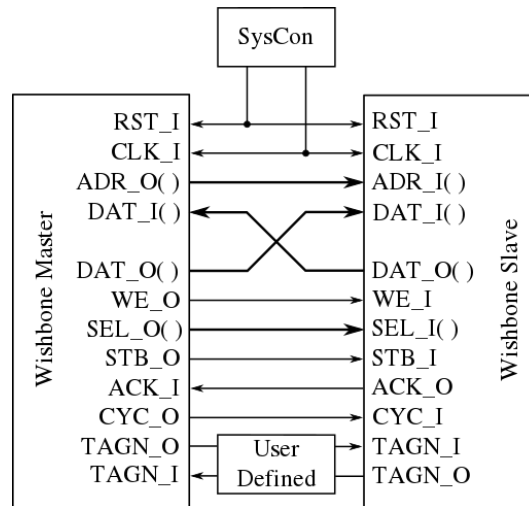 SysCon
Wishbone Master
Wishbone Slave
RST_I RST_I
CLK_I CLK_I
ADR_O( ) ADR_I( )
DAT_I( ) DAT_I( )
DAT_O( ) DAT_O( )
WE_O WE_I
SEL_O( ) SEL_I( )
STB_O STB_I
ACK_I ACK_O
CYC_O CYC_I
TAGN_O User TAGN_I
TAGN_I Defined TAGN_O